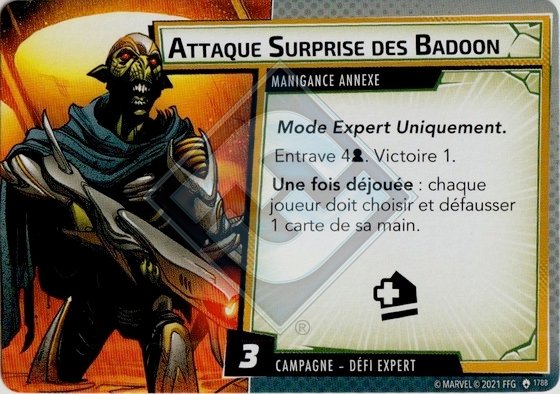 Attaque Surprise des Badoon
MANIGANCE ANNEXE
Mode Expert Uniquement.
Entrave 4. Victoire 1.
Une fois déjouée : chaque
joueur doit choisir et défausser
1 carte de sa main.
®
3
CAMPAGNE – DÉFI EXPERT
© MARVEL © 2021 FFG 178B